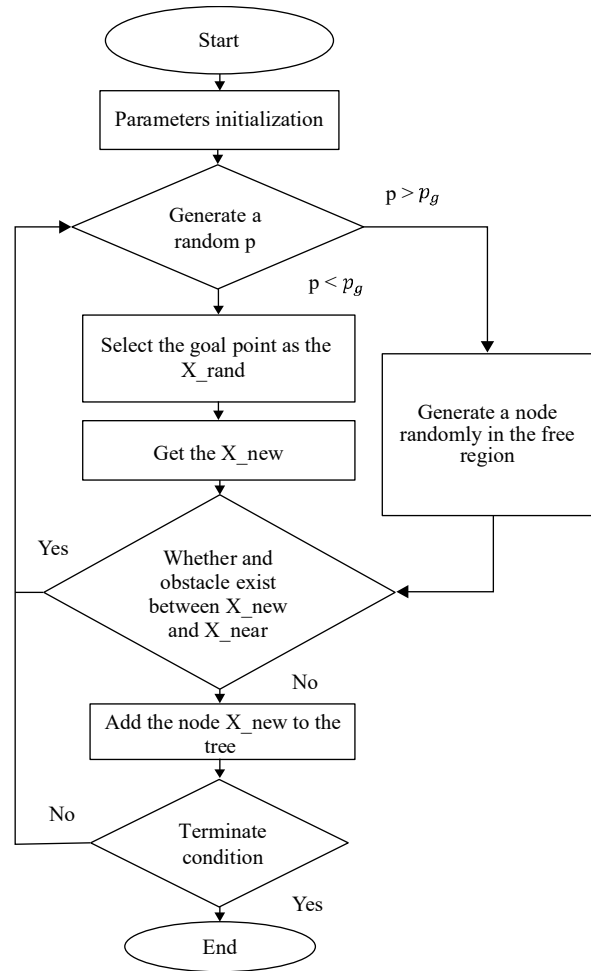 Start
Parameters initialization
Generate a
random p
p > p_g
p < p_g
Select the goal point as the
X_rand
Generate a node
randomly in the free
region
Get the X_new
Yes
Whether and
obstacle exist
between X_new
and X_near
No
Add the node X_new to the
tree
No
Terminate
condition
Yes
End